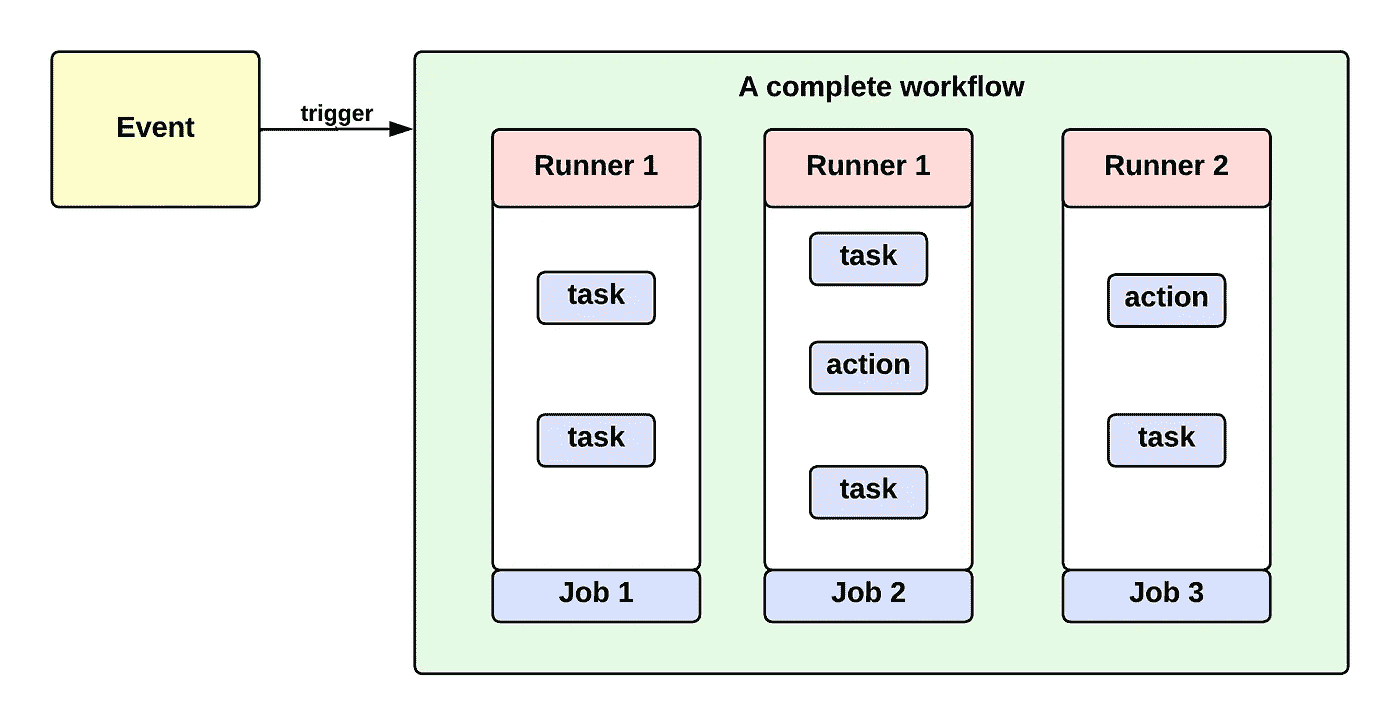 Event
trigger
A complete workflow
Runner 1
task
task
Job 1
Runner 1
task
action
task
Job 2
Runner 2
action
task
Job 3